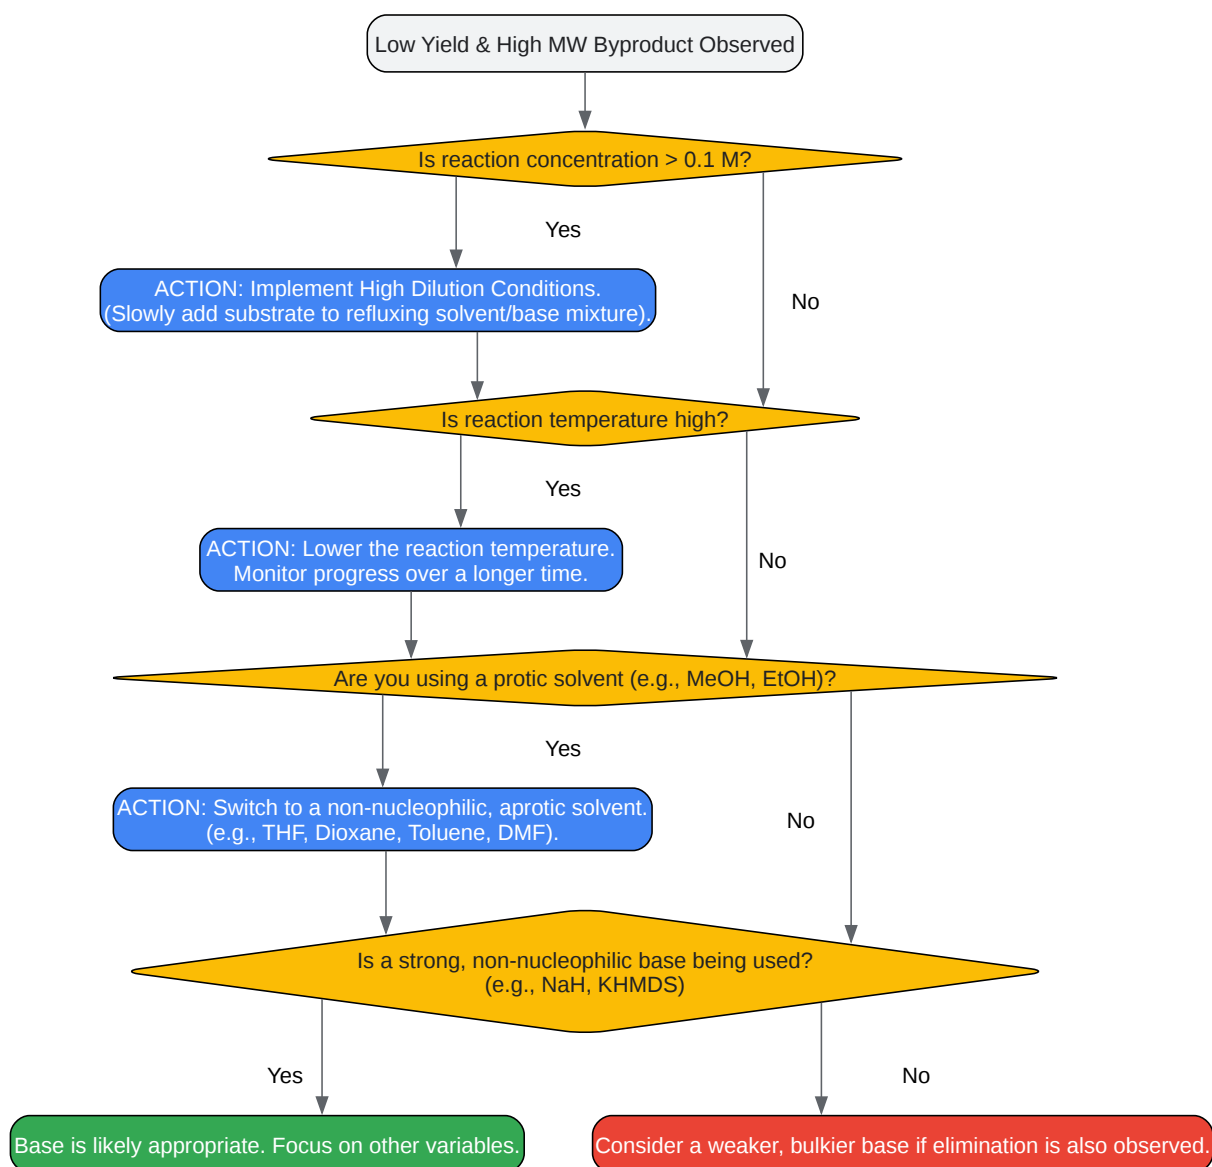 Low Yield & High MW Byproduct Observed
Is reaction concentration > 0.1 M?
Yes
ACTION: Implement High Dilution Conditions.
(Slowly add substrate to refluxing solvent/base mixture).
No
Is reaction temperature high?
Yes
ACTION: Lower the reaction temperature.
Monitor progress over a longer time.
No
Are you using a protic solvent (e.g., MeOH, EtOH)?
Yes
ACTION: Switch to a non-nucleophilic, aprotic solvent.
(e.g., THF, Dioxane, Toluene, DMF).
No
Is a strong, non-nucleophilic base being used?
(e.g., NaH, KHMDS)
Yes
No
Base is likely appropriate. Focus on other variables.
Consider a weaker, bulkier base if elimination is also observed.